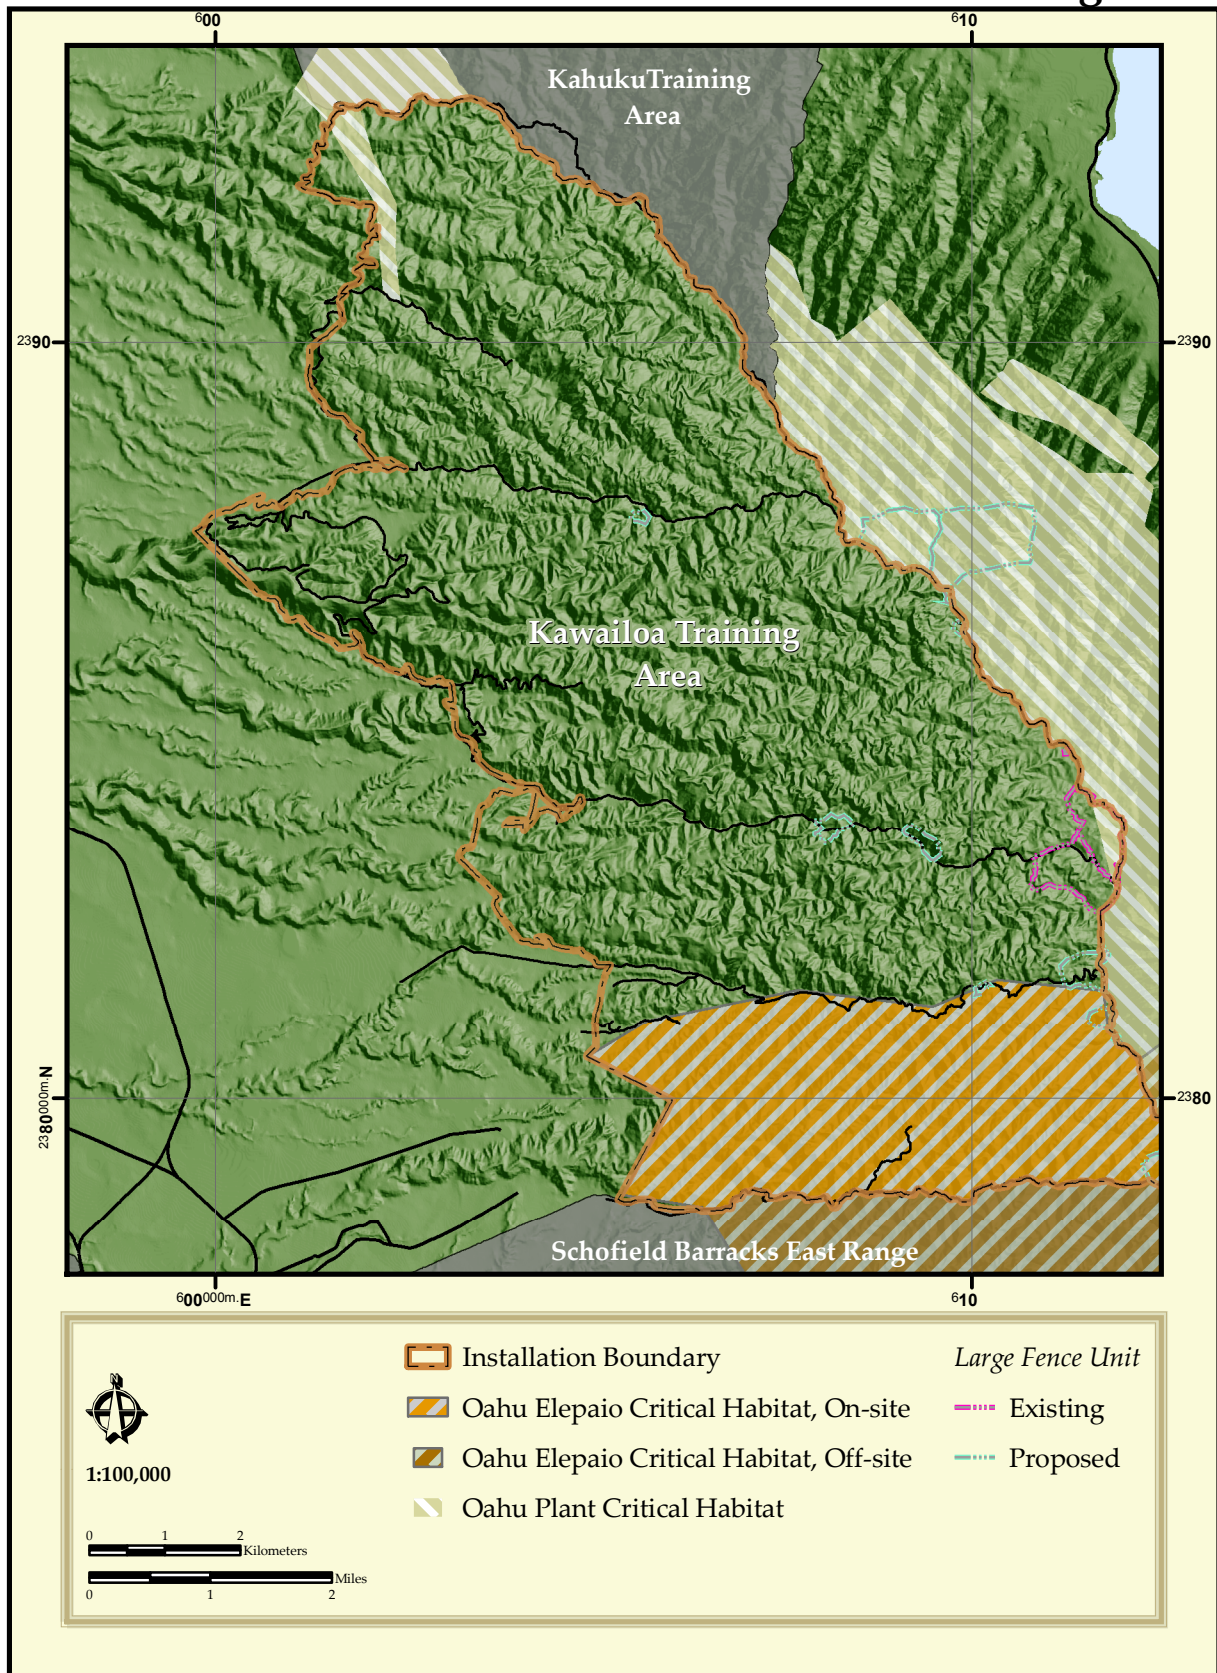 g
600 610
KahukuTraining
Area
2390 2390
Kawailoa Training
Area
2380000m.N 2380
Schofield Barracks East Range
600000m.E 610
Installation Boundary
Oahu Elepaio Critical Habitat, On-site
Oahu Elepaio Critical Habitat, Off-site
Oahu Plant Critical Habitat
Large Fence Unit
Existing
Proposed
N
1:100,000
0 1 2
Kilometers
Miles
0 1 2